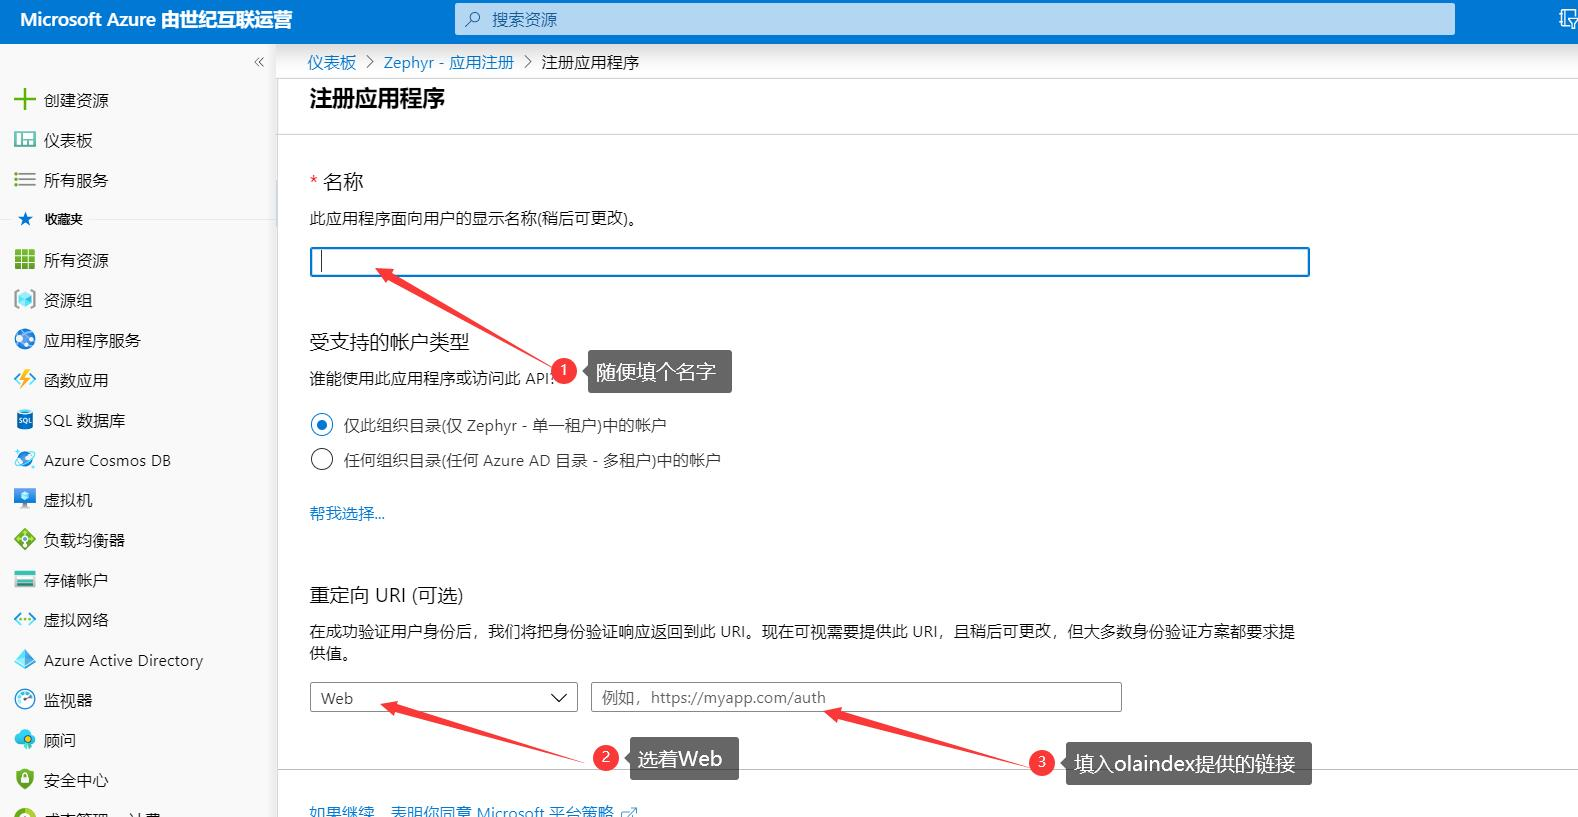 Microsoft Azure 由世纪互联运营
搜索资源
«
仪表板 > Zephyr - 应用注册 > 注册应用程序
注册应用程序
创建资源
仪表板
所有服务
收藏夹
所有资源
资源组
应用程序服务
函数应用
SQL 数据库
Azure Cosmos DB
虚拟机
负载均衡器
存储帐户
虚拟网络
Azure Active Directory
监视器
顾问
安全中心
* 名称
此应用程序面向用户的显示名称(稍后可更改)。
1 随便填个名字
受支持的帐户类型
谁能使用此应用程序或访问此 API?
仅此组织目录(仅 Zephyr - 单一租户)中的帐户
任何组织目录(任何 Azure AD 目录 - 多租户)中的帐户
帮我选择...
重定向 URI (可选)
在成功验证用户身份后，我们将把身份验证响应返回到此 URI。现在可视需要提供此 URI，且稍后可更改，但大多数身份验证方案都要求提
供值。
Web
例如，https://myapp.com/auth
2 选着Web
3 填入olaindex提供的链接
如果继续，表明你同意 Microsoft 平台策略